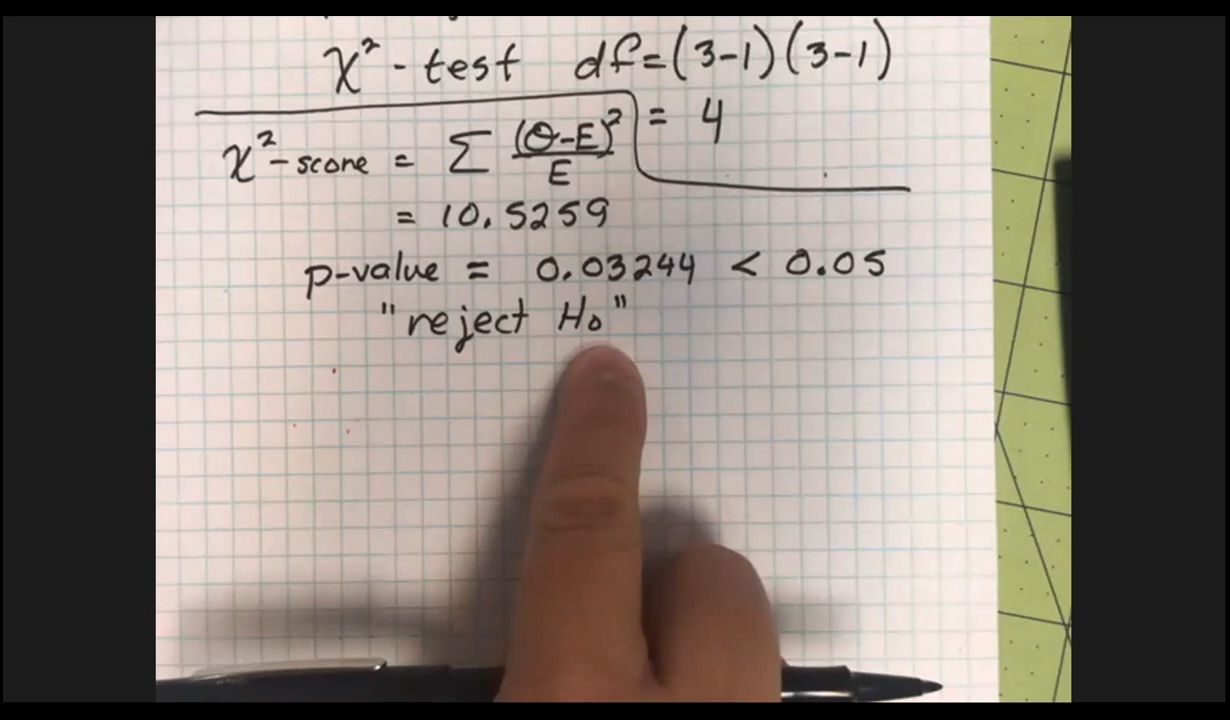 χ²-test df=(3-1)(3-1)
= 4
χ²-score = Σ (O-E)²/E
= 10.5259
p-value = 0.03244 < 0.05
"reject H₀"